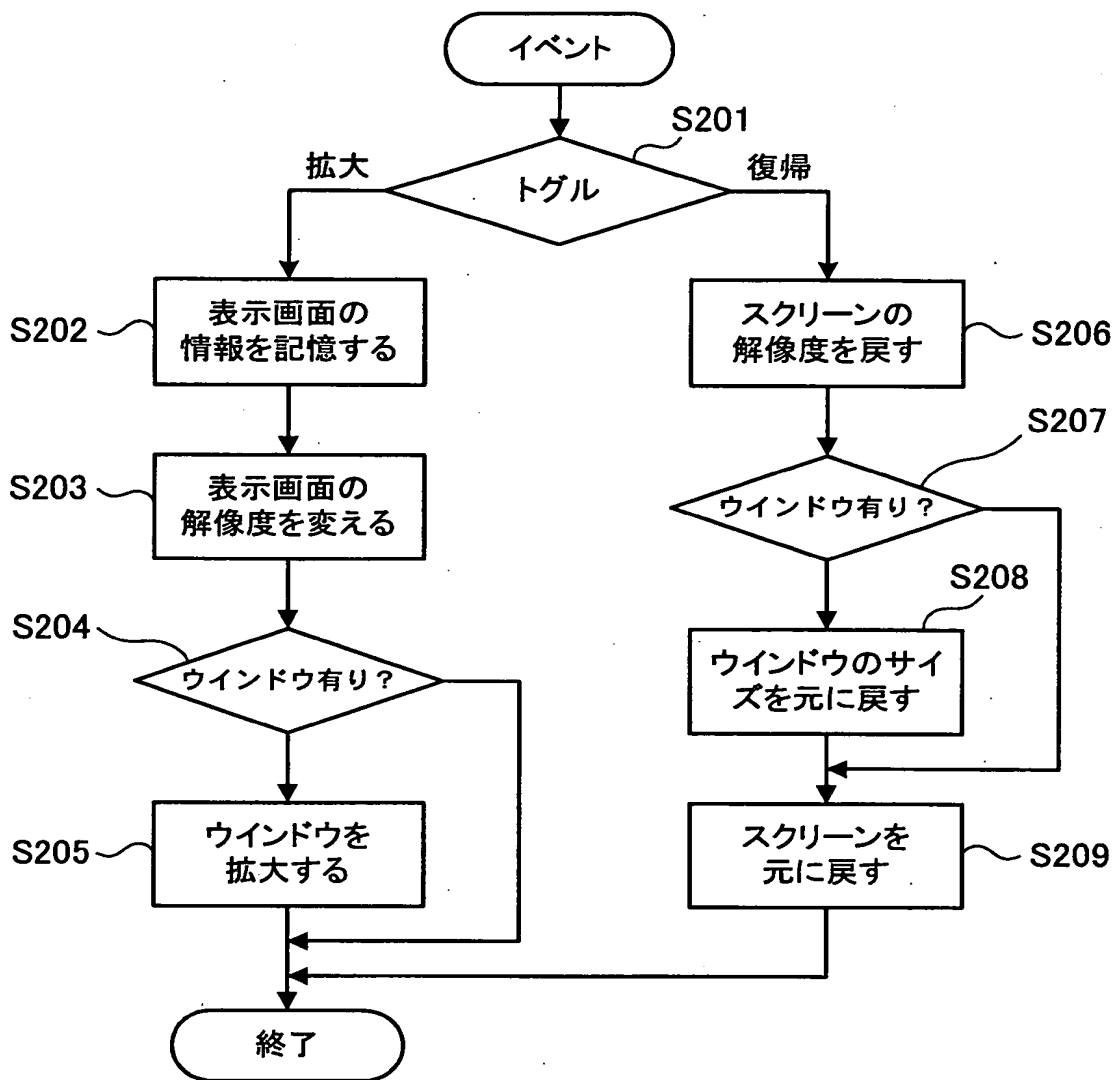 イベント
S201
拡大
トグル
復帰
S202
表示画面の
情報を記憶する
S203
表示画面の
解像度を変える
S204
ウインドウ有り?
S205
ウインドウを
拡大する
スクリーンの
解像度を戻す
S206
S207
ウインドウ有り?
S208
ウインドウのサイ
ズを元に戻す
スクリーンを
元に戻す
S209
終了